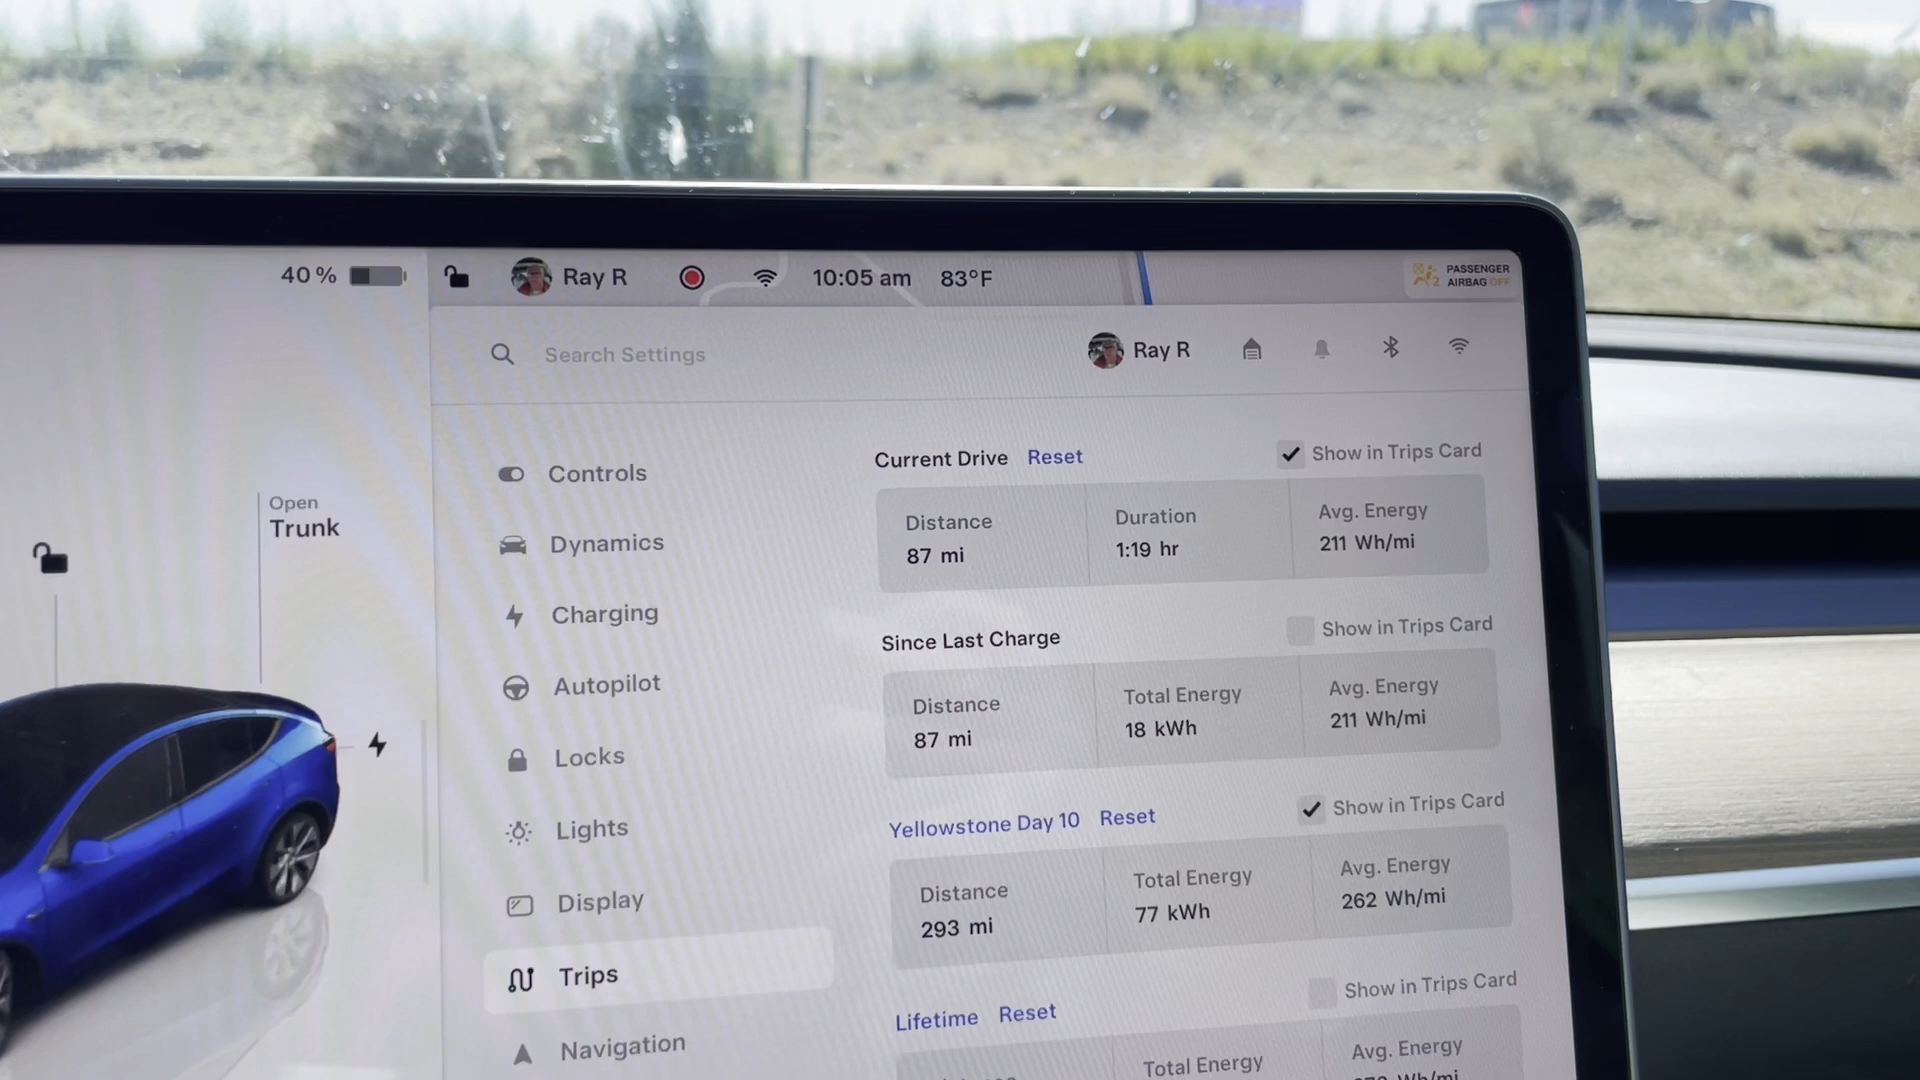 40 %
Ray R
10:05 am
83°F
PASSENGER
AIRBAG OFF
Search Settings
Ray R
Open
Trunk
Controls
Dynamics
Charging
Autopilot
Locks
Lights
Display
Trips
Navigation
Current Drive Reset
Show in Trips Card
Distance
87 mi
Duration
1:19 hr
Avg. Energy
211 Wh/mi
Since Last Charge
Show in Trips Card
Distance
87 mi
Total Energy
18 kWh
Avg. Energy
211 Wh/mi
Yellowstone Day 10 Reset
Show in Trips Card
Distance
293 mi
Total Energy
77 kWh
Avg. Energy
262 Wh/mi
Lifetime Reset
Show in Trips Card
Total Energy
Avg. Energy
Wh/mi